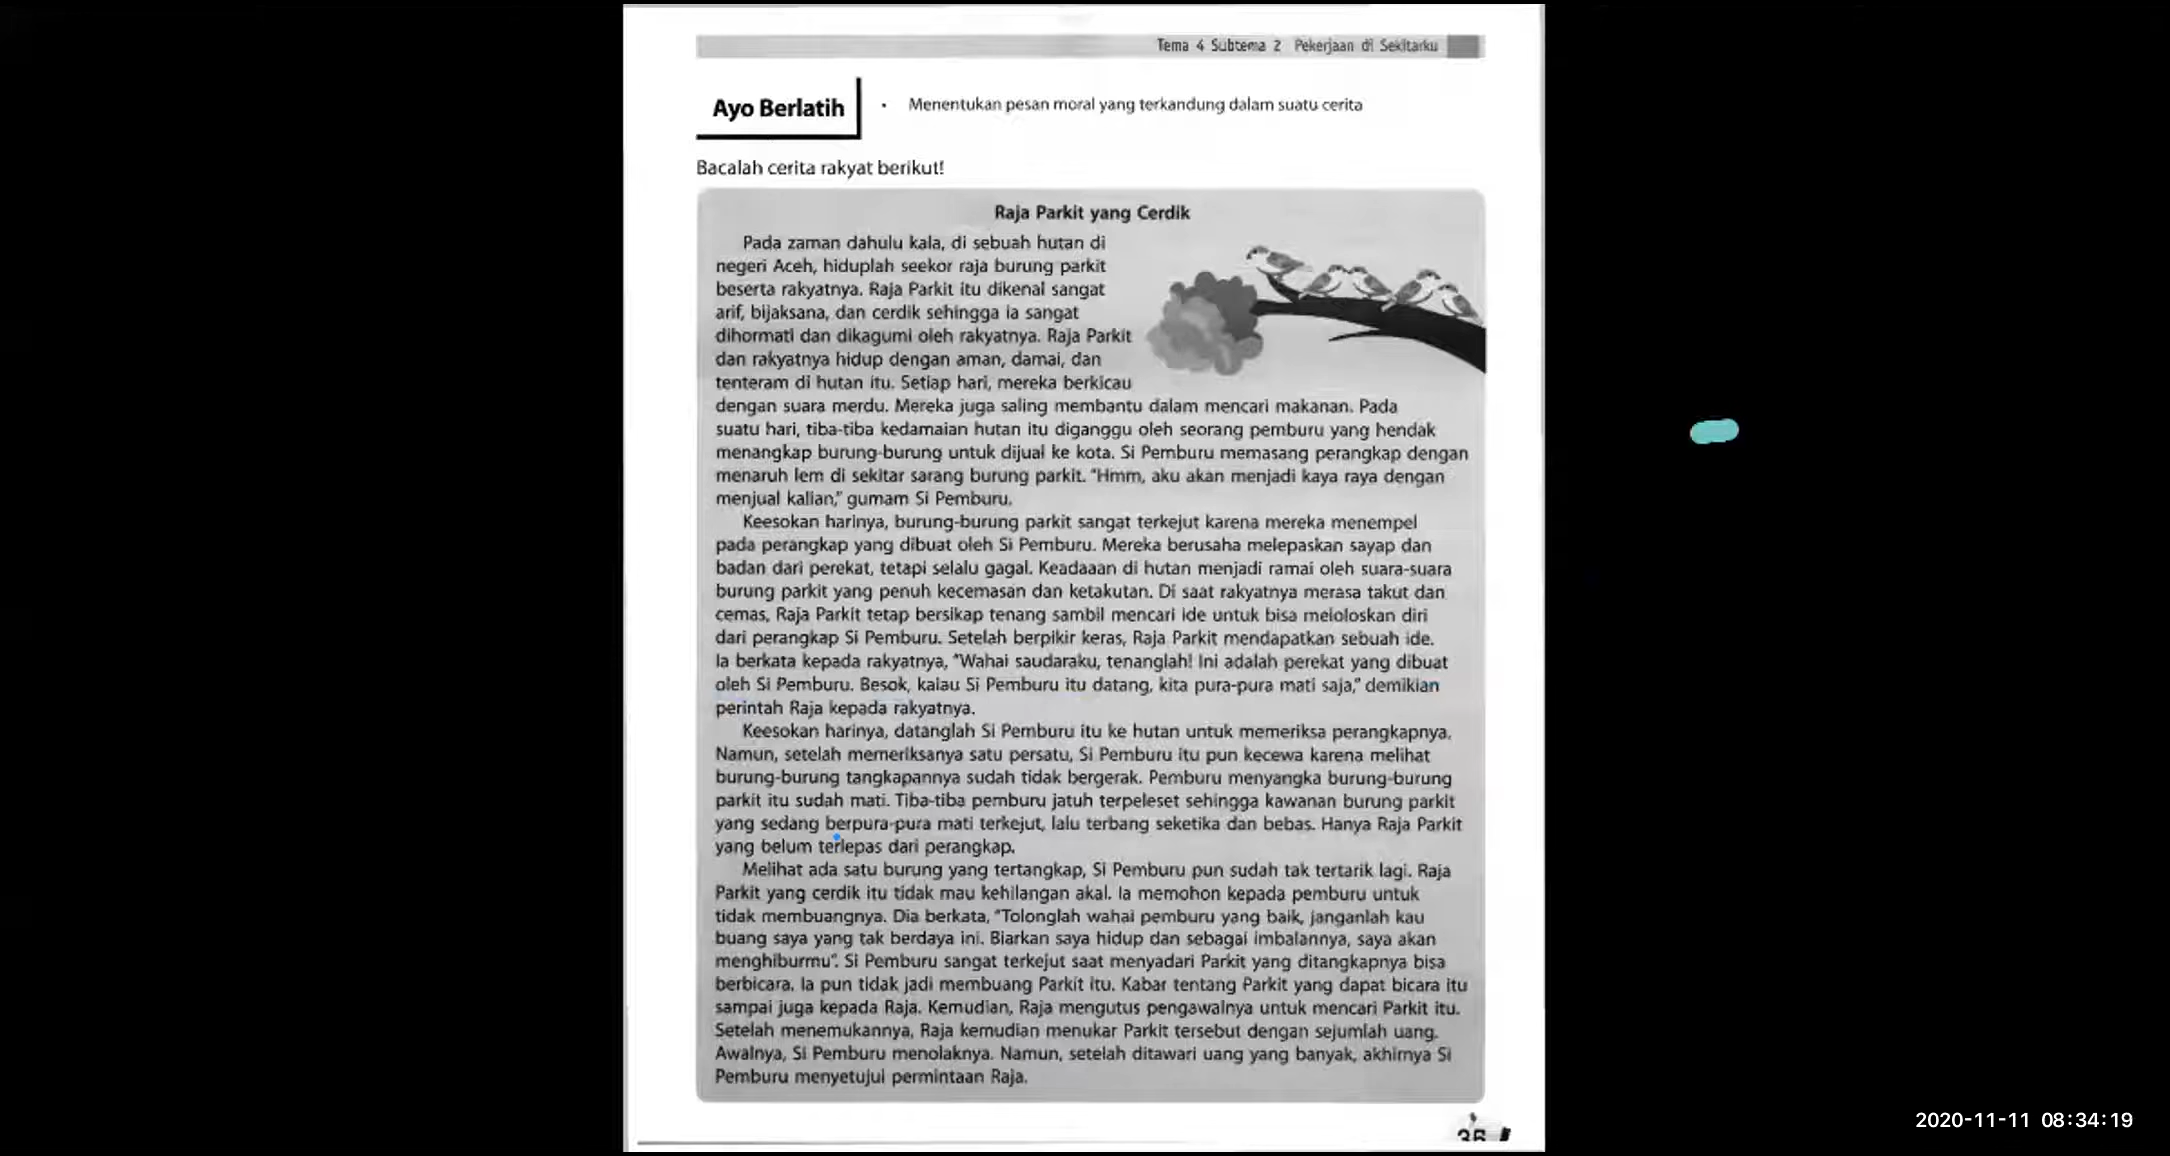 Tema 4 Subtema 2 Pekerjaan di Sekitarku
Ayo Berlatih
• Menentukan pesan moral yang terkandung dalam suatu cerita
Bacalah cerita rakyat berikut!
Raja Parkit yang Cerdik
Pada zaman dahulu kala, di sebuah hutan di
negeri Aceh, hiduplah seekor raja burung parkit
beserta rakyatnya. Raja Parkit itu dikenal sangat
arif, bijaksana, dan cerdik sehingga ia sangat
dihormati dan dikagumi oleh rakyatnya. Raja Parkit
dan rakyatnya hidup dengan aman, damai, dan
tenteram di hutan itu. Setiap hari, mereka berkicau
dengan suara merdu. Mereka juga saling membantu dalam mencari makanan. Pada
suatu hari, tiba-tiba kedamaian hutan itu diganggu oleh seorang pemburu yang hendak
menangkap burung-burung untuk dijual ke kota. Si Pemburu memasang perangkap dengan
menaruh lem di sekitar sarang burung parkit. "Hmm, aku akan menjadi kaya raya dengan
menjual kalian," gumam Si Pemburu.
Keesokan harinya, burung-burung parkit sangat terkejut karena mereka menempel
pada perangkap yang dibuat oleh Si Pemburu. Mereka berusaha melepaskan sayap dan
badan dari perekat, tetapi selalu gagal. Keadaaan di hutan menjadi ramai oleh suara-suara
burung parkit yang penuh kecemasan dan ketakutan. Di saat rakyatnya merasa takut dan
cemas, Raja Parkit tetap bersikap tenang sambil mencari ide untuk bisa meloloskan diri
dari perangkap Si Pemburu. Setelah berpikir keras, Raja Parkit mendapatkan sebuah ide.
Ia berkata kepada rakyatnya, "Wahai saudaraku, tenanglah! Ini adalah perekat yang dibuat
oleh Si Pemburu. Besok, kalau Si Pemburu itu datang, kita pura-pura mati saja," demikian
perintah Raja kepada rakyatnya.
Keesokan harinya, datanglah Si Pemburu itu ke hutan untuk memeriksa perangkapnya.
Namun, setelah memeriksanya satu persatu, Si Pemburu itu pun kecewa karena melihat
burung-burung tangkapannya sudah tidak bergerak. Pemburu menyangka burung-burung
parkit itu sudah mati. Tiba-tiba pemburu jatuh terpeleset sehingga kawanan burung parkit
yang sedang berpura-pura mati terkejut, lalu terbang seketika dan bebas. Hanya Raja Parkit
yang belum terlepas dari perangkap.
Melihat ada satu burung yang tertangkap, Si Pemburu pun sudah tak tertarik lagi. Raja
Parkit yang cerdik itu tidak mau kehilangan akal. Ia memohon kepada pemburu untuk
tidak membuangnya. Dia berkata, "Tolonglah wahai pemburu yang baik, janganlah kau
buang saya yang tak berdaya ini. Biarkan saya hidup dan sebagai imbalannya, saya akan
menghiburmu". Si Pemburu sangat terkejut saat menyadari Parkit yang ditangkapnya bisa
berbicara. Ia pun tidak jadi membuang Parkit itu. Kabar tentang Parkit yang dapat bicara itu
sampai juga kepada Raja. Kemudian, Raja mengutus pengawalnya untuk mencari Parkit itu.
Setelah menemukannya, Raja kemudian menukar Parkit tersebut dengan sejumlah uang.
Awalnya, Si Pemburu menolaknya. Namun, setelah ditawari uang yang banyak, akhirnya Si
Pemburu menyetujui permintaan Raja.
2020-11-11 08:34:19